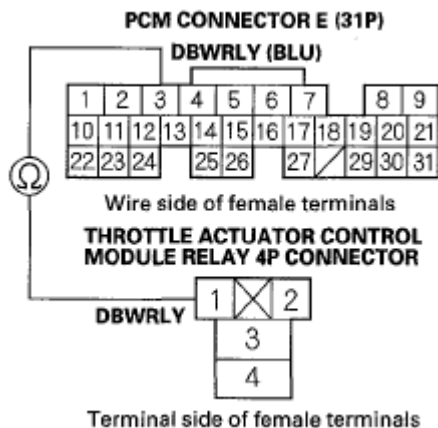 PCM CONNECTOR E (31P)
DBWRLY (BLU)
1 2 3 4 5 6 7 8 9
10 11 12 13 14 15 16 17 18 19 20 21
22 23 24 25 26 27 29 30 31
Ω
Wire side of female terminals
THROTTLE ACTUATOR CONTROL
MODULE RELAY 4P CONNECTOR
DBWRLY 1 2
3
4
Terminal side of female terminals